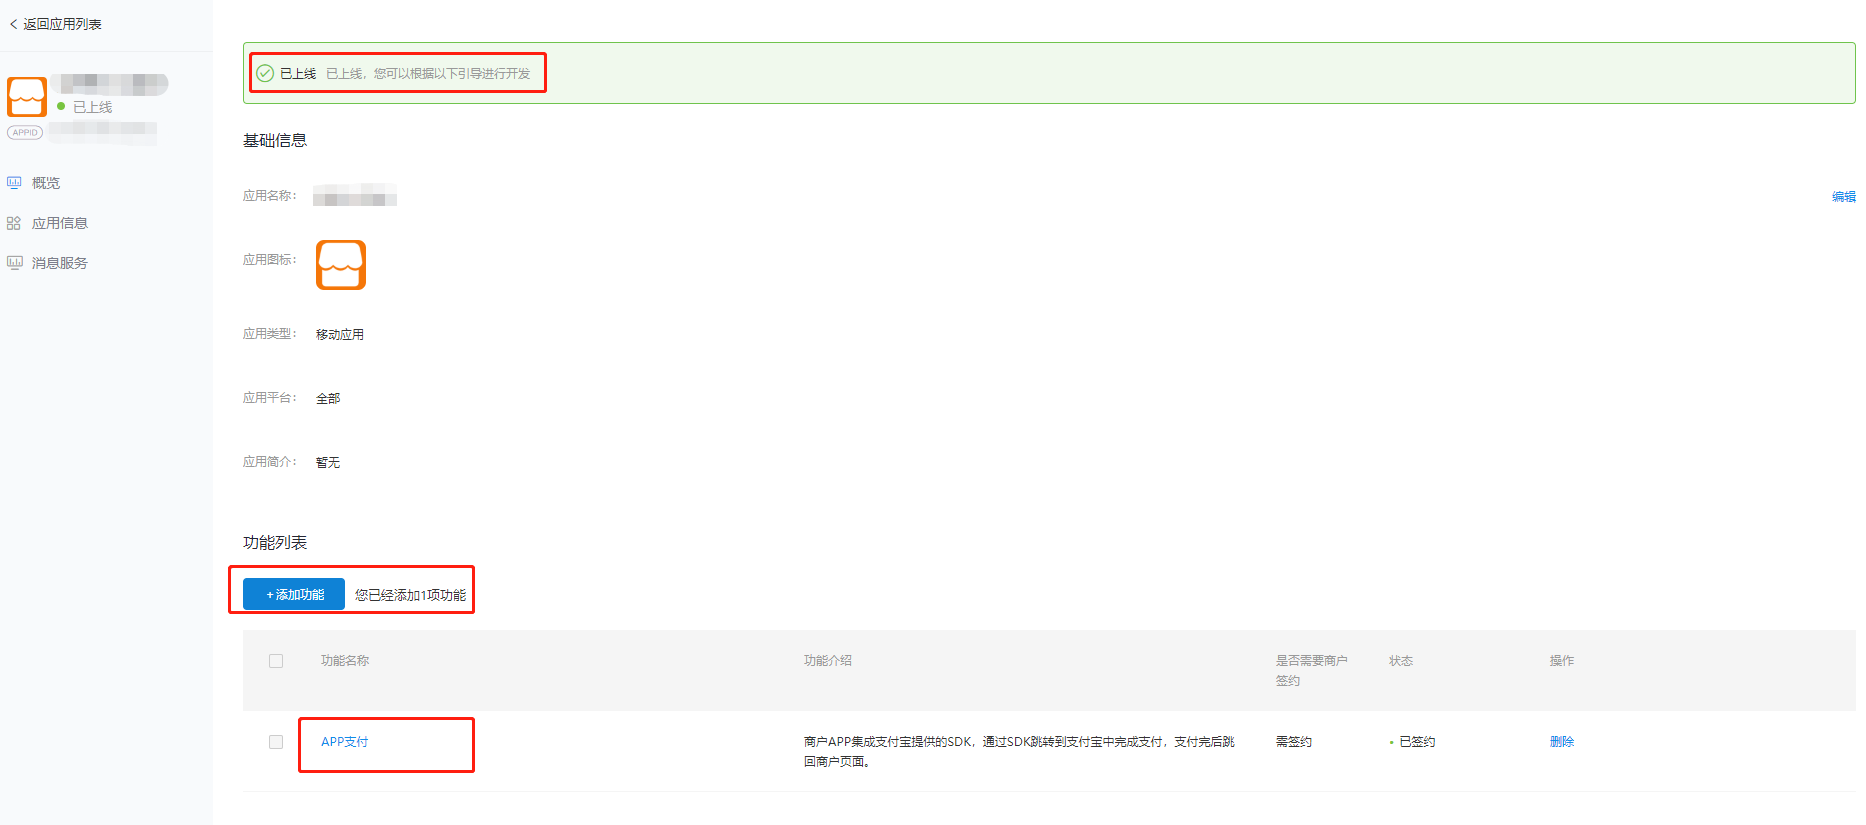 < 返回应用列表
已上线
APPID
概览
应用信息
消息服务
已上线 已上线，您可以根据以下引导进行开发
基础信息
应用名称：
编辑
应用图标：
应用类型： 移动应用
应用平台： 全部
应用简介： 暂无
功能列表
+添加功能 您已经添加1项功能
功能名称 功能介绍 是否需要商户 状态 操作
签约
APP支付 商户APP集成支付宝提供的SDK，通过SDK跳转到支付宝中完成支付，支付完后跳 需签约 已签约 删除
回商户页面。